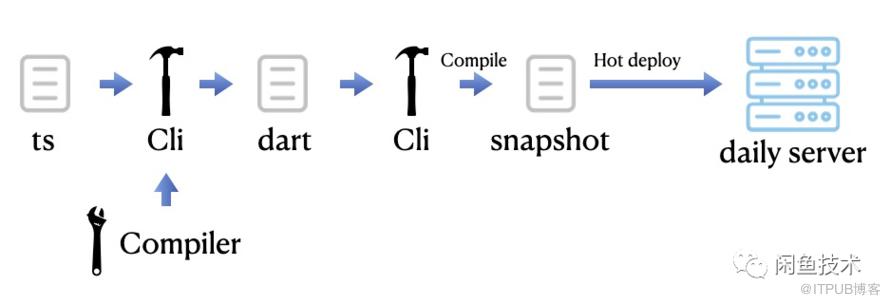 Compile
Hot deploy
ts
Cli
dart
Cli
snapshot
daily server
Compiler
闲鱼技术
@ITPUB博客